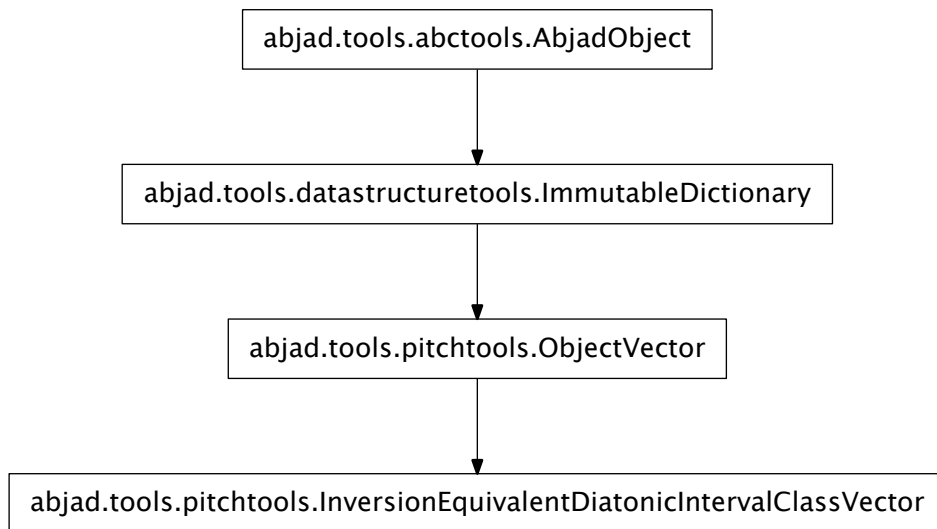 abjad.tools.abctools.AbjadObject
abjad.tools.datastructuretools.ImmutableDictionary
abjad.tools.pitchtools.ObjectVector
abjad.tools.pitchtools.InversionEquivalentDiatonicIntervalClassVector